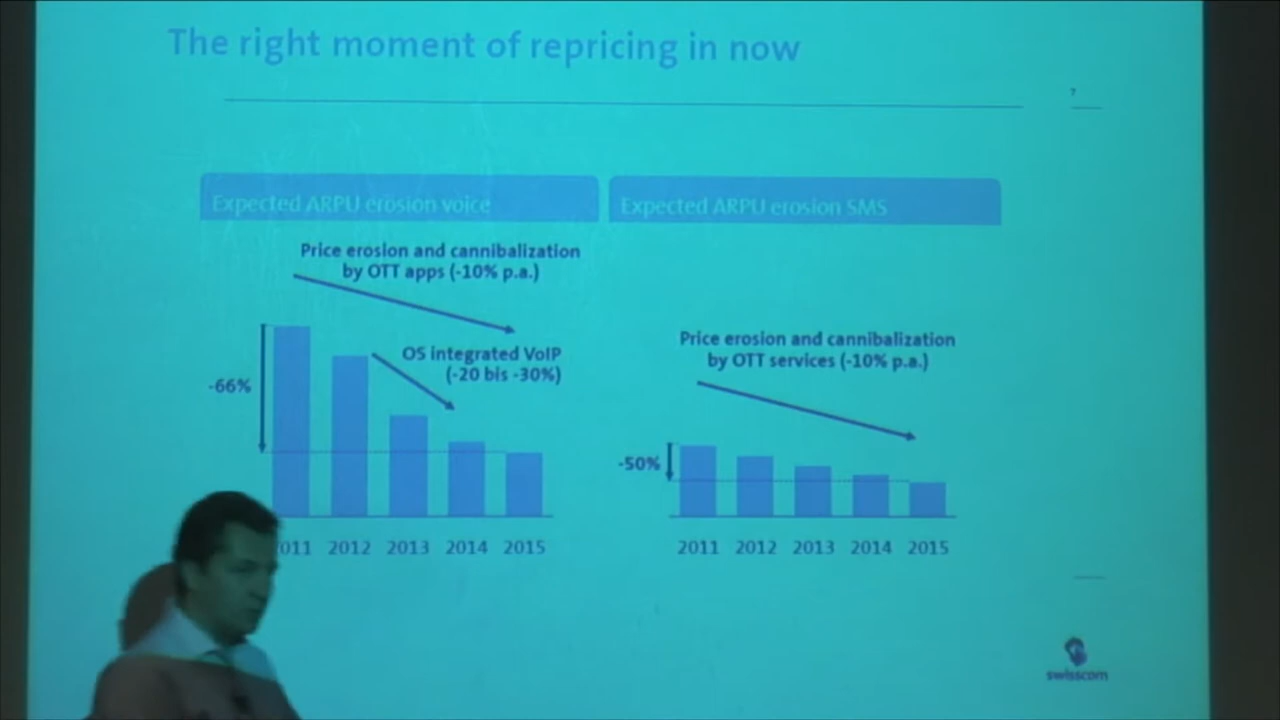 The right moment of repricing in now
7
Expected ARPU erosion voice
Expected ARPU erosion SMS
Price erosion and cannibalization
by OTT apps (-10% p.a.)
OS integrated VoIP
(-20 bis -30%)
-66%
Price erosion and cannibalization
by OTT services (-10% p.a.)
-50%
011 2012 2013 2014 2015
2011 2012 2013 2014 2015
swisscom